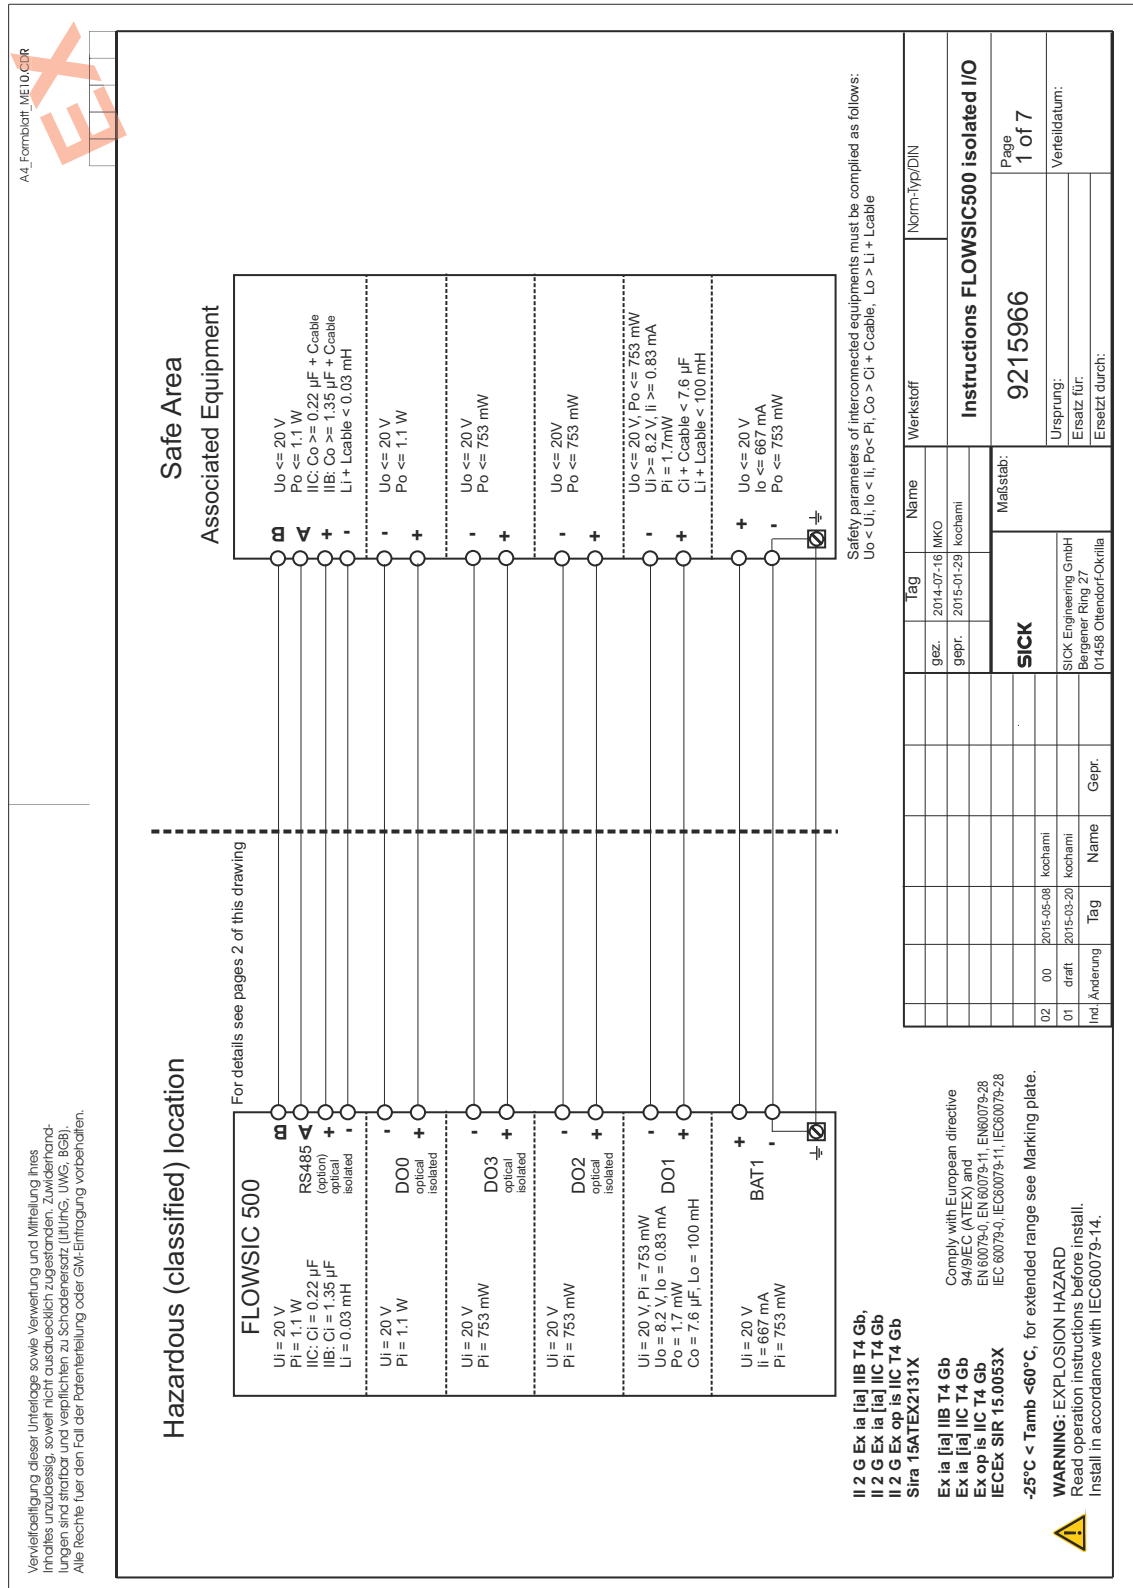 Vervielfaeltigung dieser Unterlage sowie Verwertung und Mitteilung ihres
Inhaltes unzulaessig, soweit nicht ausdruecklich zugestanden. Zuwiderhand-
lungen sind strafbar und verpflichten zu Schadenersatz (LitUrhG, UWG, BGB).
Alle Rechte fuer den Fall der Patenterteilung oder GM-Eintragung vorbehalten.
A4_Formblatt_ME10.CDR
EX
Hazardous (classified) location
Safe Area
Associated Equipment
For details see pages 2 of this drawing
FLOWSIC 500
Ui = 20 V
Pi = 1.1 W
IIC: Ci = 0.22 µF
IIB: Ci = 1.35 µF
Li = 0.03 mH
RS485
(option)
optical
isolated
B
A
+
-
B
A
+
-
Uo <= 20 V
Po <= 1.1 W
IIC: Co >= 0.22 µF + Ccable
IIB: Co >= 1.35 µF + Ccable
Li + Lcable < 0.03 mH
Ui = 20 V
Pi = 1.1 W
DO0
optical
isolated
-
+
-
+
Uo <= 20 V
Po <= 1.1 W
Ui = 20 V
Pi = 753 mW
DO3
optical
isolated
-
+
-
+
Uo <= 20 V
Po <= 753 mW
Ui = 20 V
Pi = 753 mW
DO2
optical
isolated
-
+
-
+
Uo <= 20V
Po <= 753 mW
Ui = 20 V, Pi = 753 mW
Uo = 8.2 V, Io = 0.83 mA
Po = 1.7 mW
Co = 7.6 µF, Lo = 100 mH
DO1
-
+
-
+
Uo <= 20 V, Po <= 753 mW
Ui >= 8.2 V, Ii >= 0.83 mA
Pi = 1.7mW
Ci + Ccable < 7.6 µF
Li + Lcable < 100 mH
Ui = 20 V
Ii = 667 mA
Pi = 753 mW
BAT1
+
-
+
-
Uo <= 20 V
Io <= 667 mA
Po <= 753 mW
Safety parameters of interconnected equipments must be complied as follows:
Uo < Ui, Io < Ii, Po< Pi, Co > Ci + Ccable, Lo > Li + Lcable
II 2 G Ex ia [ia] IIB T4 Gb,
II 2 G Ex ia [ia] IIC T4 Gb
II 2 G Ex op is IIC T4 Gb
Sira 15ATEX2131X
Ex ia [ia] IIB T4 Gb
Ex ia [ia] IIC T4 Gb
Ex op is IIC T4 Gb
IECEx SIR 15.0053X
Comply with European directive
94/9/EC (ATEX) and
EN 60079-0, EN 60079-11, EN60079-28
IEC 60079-0, IEC60079-11, IEC60079-28
-25°C < Tamb <60°C, for extended range see Marking plate.
WARNING: EXPLOSION HAZARD
Read operation instructions before install.
Install in accordance with IEC60079-14.
02 00 2015-05-08 kochami
01 draft 2015-03-20 kochami
Ind. Änderung Tag Name Gepr.
Tag Name
gez. 2014-07-16 MKO
gepr. 2015-01-29 kochami
SICK
Maßstab:
SICK Engineering GmbH
Bergener Ring 27
01458 Ottendorf-Okrilla
Werkstoff
Norm-Typ/DIN
Instructions FLOWSIC500 isolated I/O
9215966
Page
1 of 7
Ursprung:
Ersatz für:
Ersetzt durch:
Verteildatum: